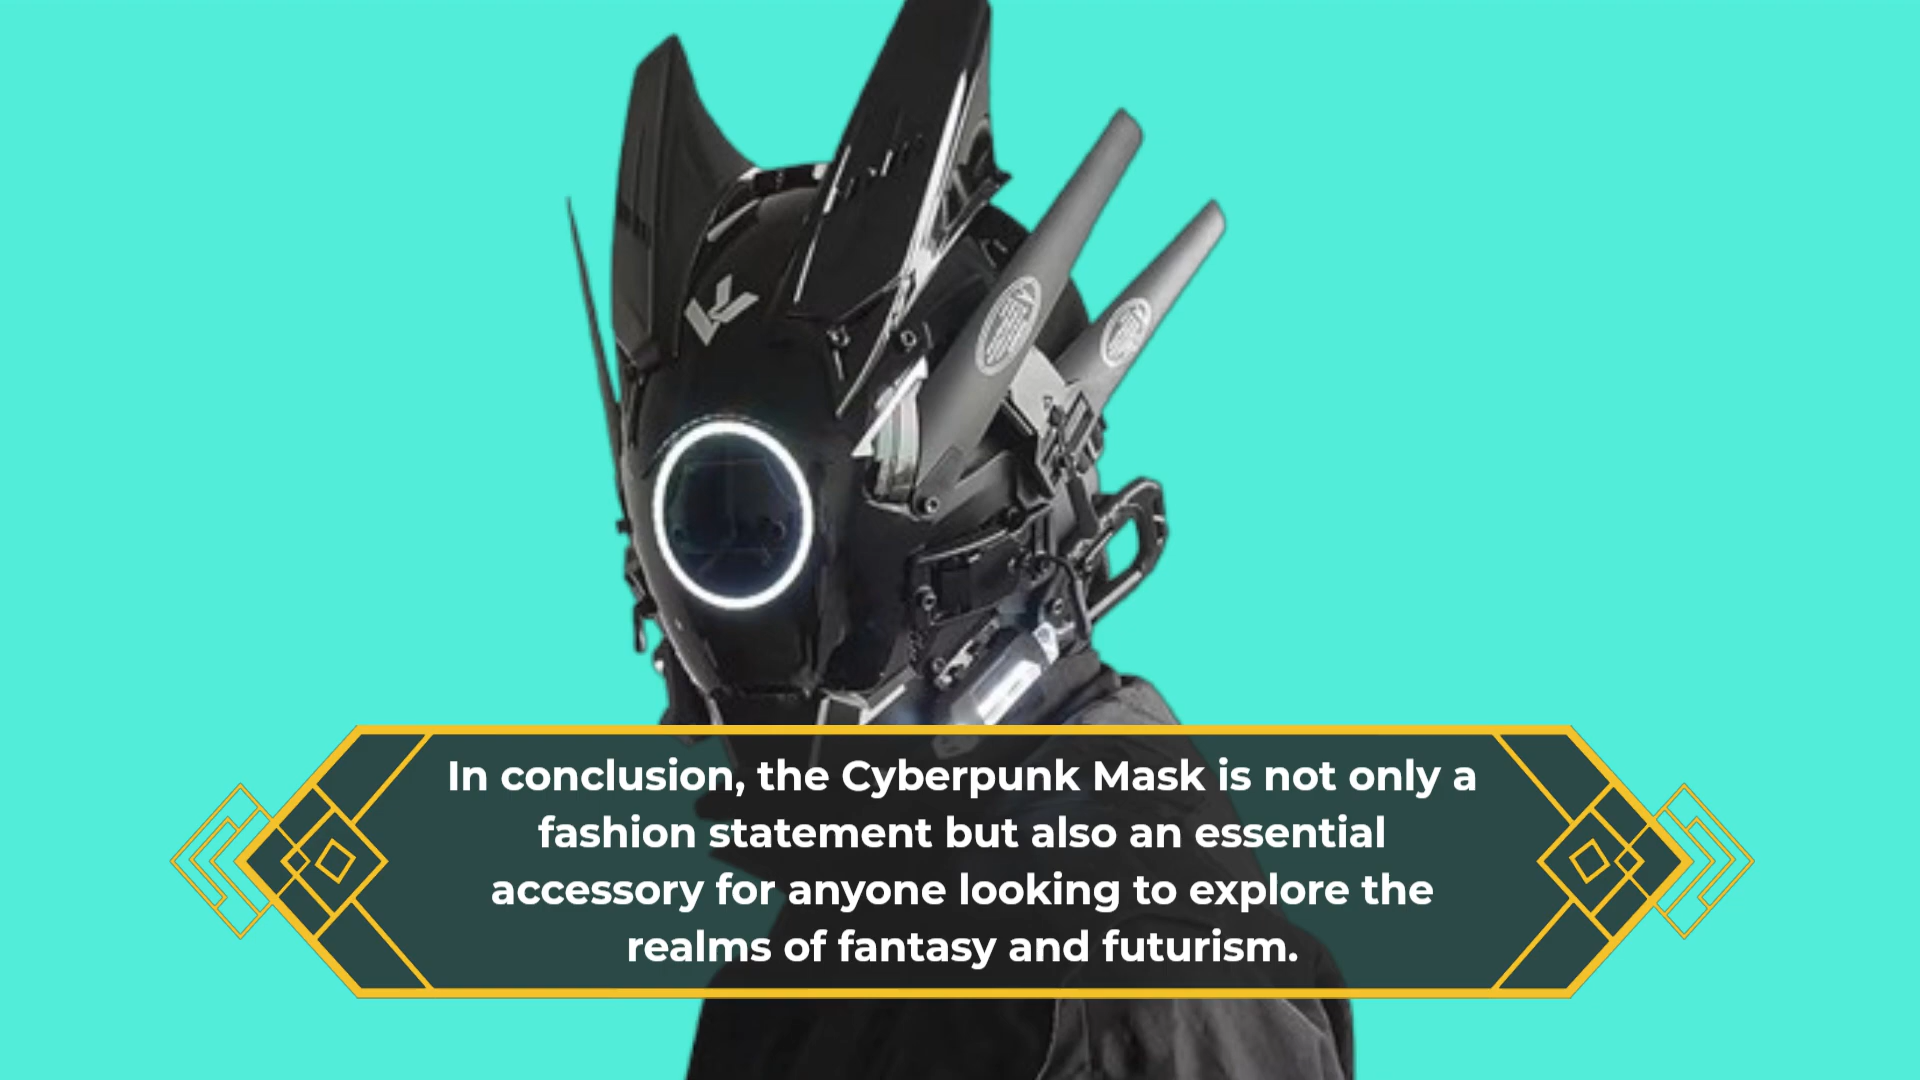 In conclusion, the Cyberpunk Mask is not only a
fashion statement but also an essential
accessory for anyone looking to explore the
realms of fantasy and futurism.